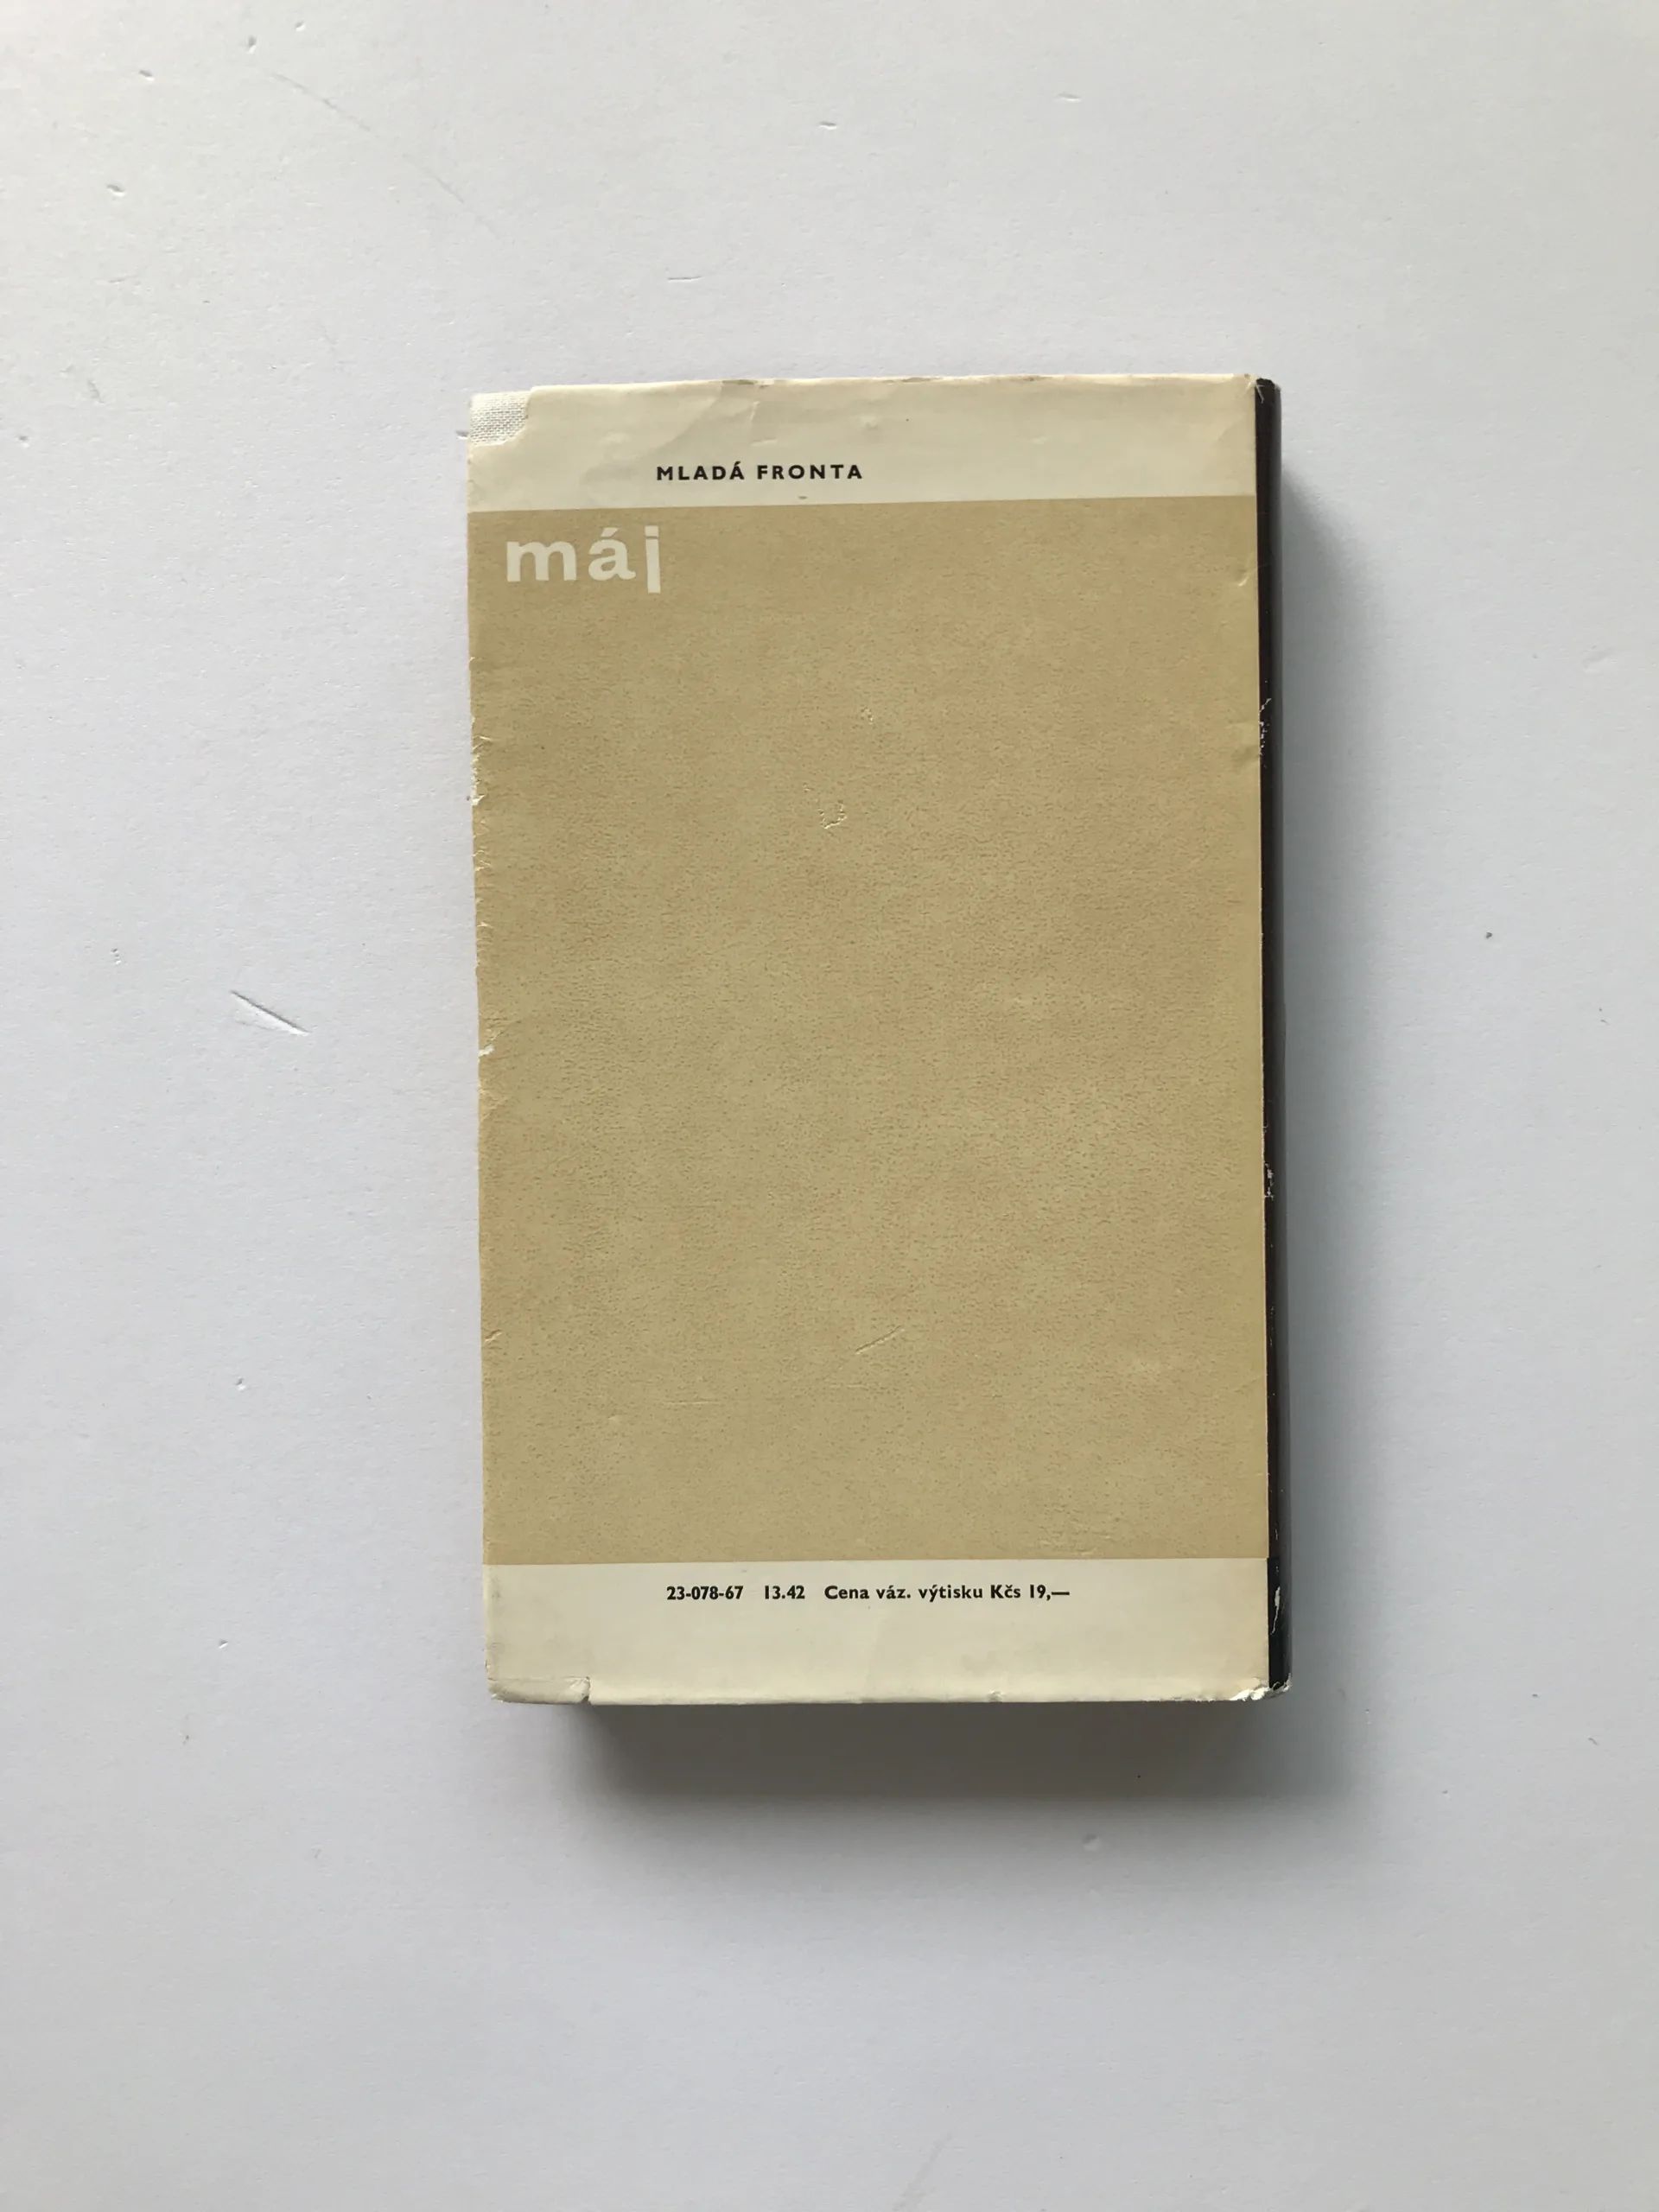 MLADÁ FRONTA
máj
23-078-67 13.42 Cena váz. výtisku Kčs 19,—